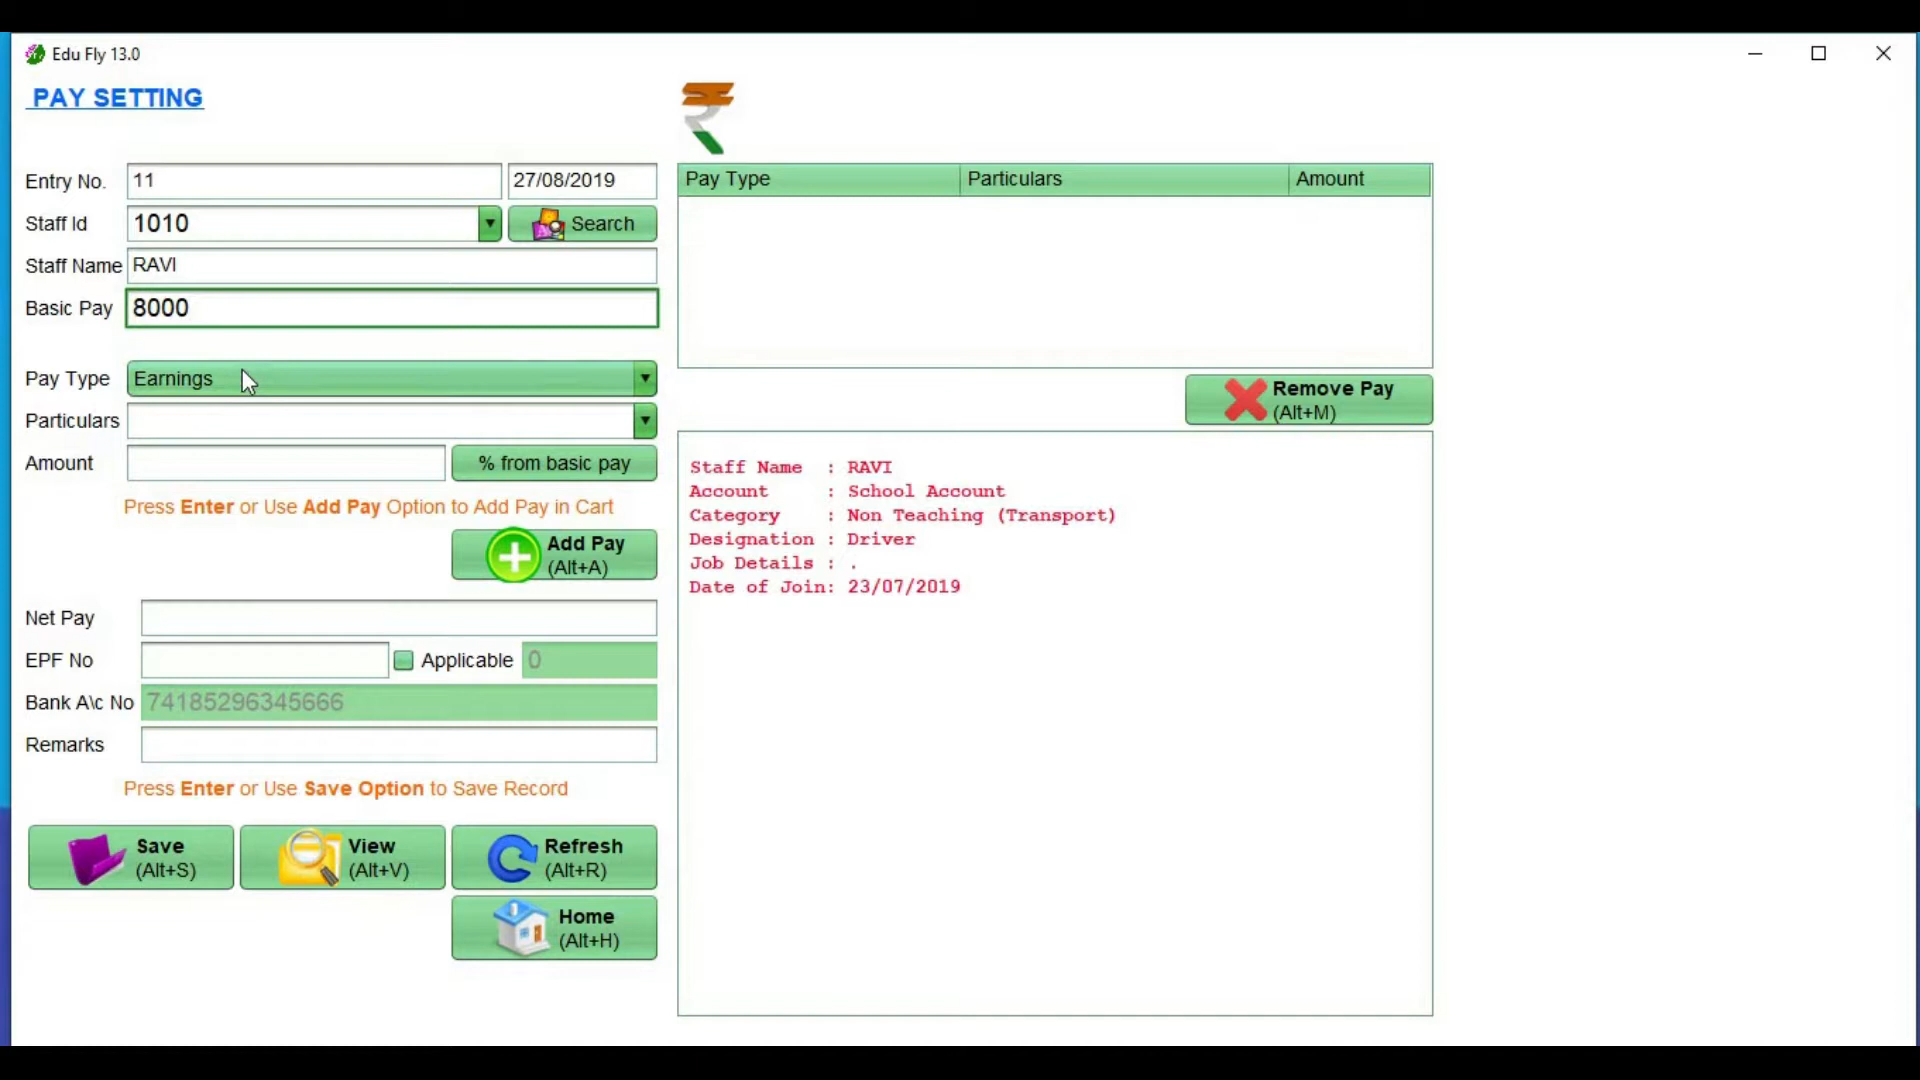 Edu Fly 13.0
PAY SETTING
Entry No. 11 27/08/2019
Staff Id 1010 Search
Staff Name RAVI
Basic Pay 8000
Pay Type Earnings
Particulars
Amount % from basic pay
Press Enter or Use Add Pay Option to Add Pay in Cart
Add Pay
(Alt+A)
Net Pay
EPF No Applicable 0
Bank A\c No 74185296345666
Remarks
Press Enter or Use Save Option to Save Record
Save
(Alt+S)
View
(Alt+V)
Refresh
(Alt+R)
Home
(Alt+H)
Pay Type Particulars Amount
Remove Pay
(Alt+M)
Staff Name : RAVI
Account : School Account
Category : Non Teaching (Transport)
Designation : Driver
Job Details : .
Date of Join: 23/07/2019